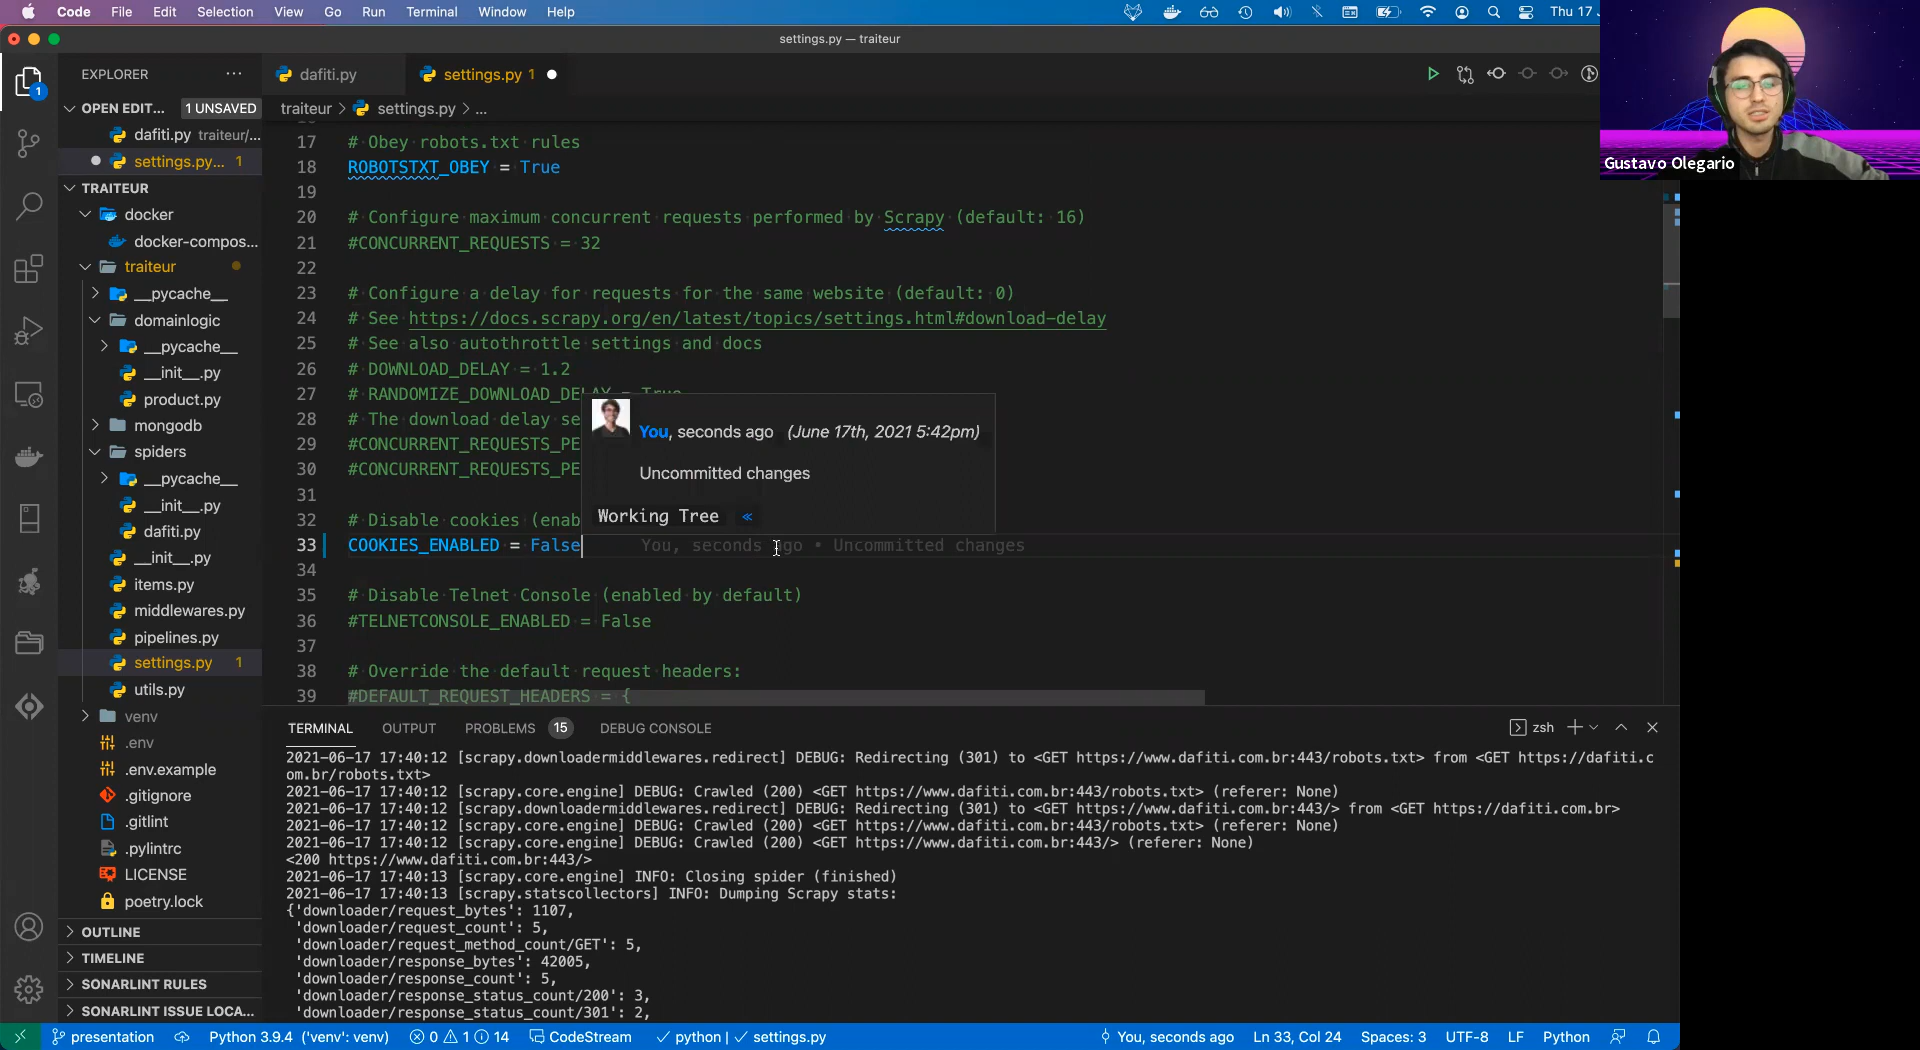 Code File Edit Selection View Go Run Terminal Window Help
Thu 17
settings.py — traiteur
EXPLORER
OPEN EDIT... 1 UNSAVED
dafiti.py traiteur/...
settings.py... 1
TRAITEUR
docker
docker-compos...
traiteur
__pycache__
domainlogic
__pycache__
__init__.py
product.py
mongodb
spiders
__pycache__
__init__.py
dafiti.py
__init__.py
items.py
middlewares.py
pipelines.py
settings.py 1
utils.py
venv
.env
.env.example
.gitignore
.gitlint
.pylintrc
LICENSE
poetry.lock
OUTLINE
TIMELINE
SONARLINT RULES
SONARLINT ISSUE LOCA...
1
dafiti.py
settings.py 1
traiteur > settings.py > ...
17 # Obey robots.txt rules
18 ROBOTSTXT_OBEY = True
19
20 # Configure maximum concurrent requests performed by Scrapy (default: 16)
21 #CONCURRENT_REQUESTS = 32
22
23 # Configure a delay for requests for the same website (default: 0)
24 # See https://docs.scrapy.org/en/latest/topics/settings.html#download-delay
25 # See also autothrottle settings and docs
26 # DOWNLOAD_DELAY = 1.2
27 # RANDOMIZE_DOWNLOAD_DELAY = True
28 # The download delay se
29 #CONCURRENT_REQUESTS_PE
30 #CONCURRENT_REQUESTS_PE
31
32 # Disable cookies (enab
33 COOKIES_ENABLED = False You, seconds ago • Uncommitted changes
34
35 # Disable Telnet Console (enabled by default)
36 #TELNETCONSOLE_ENABLED = False
37
38 # Override the default request headers:
39 #DEFAULT_REQUEST_HEADERS = {
You, seconds ago (June 17th, 2021 5:42pm)
Uncommitted changes
Working Tree «
Gustavo Olegario
TERMINAL OUTPUT PROBLEMS 15 DEBUG CONSOLE
zsh
2021-06-17 17:40:12 [scrapy.downloadermiddlewares.redirect] DEBUG: Redirecting (301) to <GET https://www.dafiti.com.br:443/robots.txt> from <GET https://dafiti.c
om.br/robots.txt>
2021-06-17 17:40:12 [scrapy.core.engine] DEBUG: Crawled (200) <GET https://www.dafiti.com.br:443/robots.txt> (referer: None)
2021-06-17 17:40:12 [scrapy.downloadermiddlewares.redirect] DEBUG: Redirecting (301) to <GET https://www.dafiti.com.br:443/> from <GET https://dafiti.com.br>
2021-06-17 17:40:12 [scrapy.core.engine] DEBUG: Crawled (200) <GET https://www.dafiti.com.br:443/robots.txt> (referer: None)
2021-06-17 17:40:12 [scrapy.core.engine] DEBUG: Crawled (200) <GET https://www.dafiti.com.br:443/> (referer: None)
<200 https://www.dafiti.com.br:443/>
2021-06-17 17:40:13 [scrapy.core.engine] INFO: Closing spider (finished)
2021-06-17 17:40:13 [scrapy.statscollectors] INFO: Dumping Scrapy stats:
{'downloader/request_bytes': 1107,
'downloader/request_count': 5,
'downloader/request_method_count/GET': 5,
'downloader/response_bytes': 42005,
'downloader/response_count': 5,
'downloader/response_status_count/200': 3,
'downloader/response_status_count/301': 2,
presentation Python 3.9.4 ('venv': venv) 0 1 14 CodeStream python | settings.py You, seconds ago Ln 33, Col 24 Spaces: 3 UTF-8 LF Python